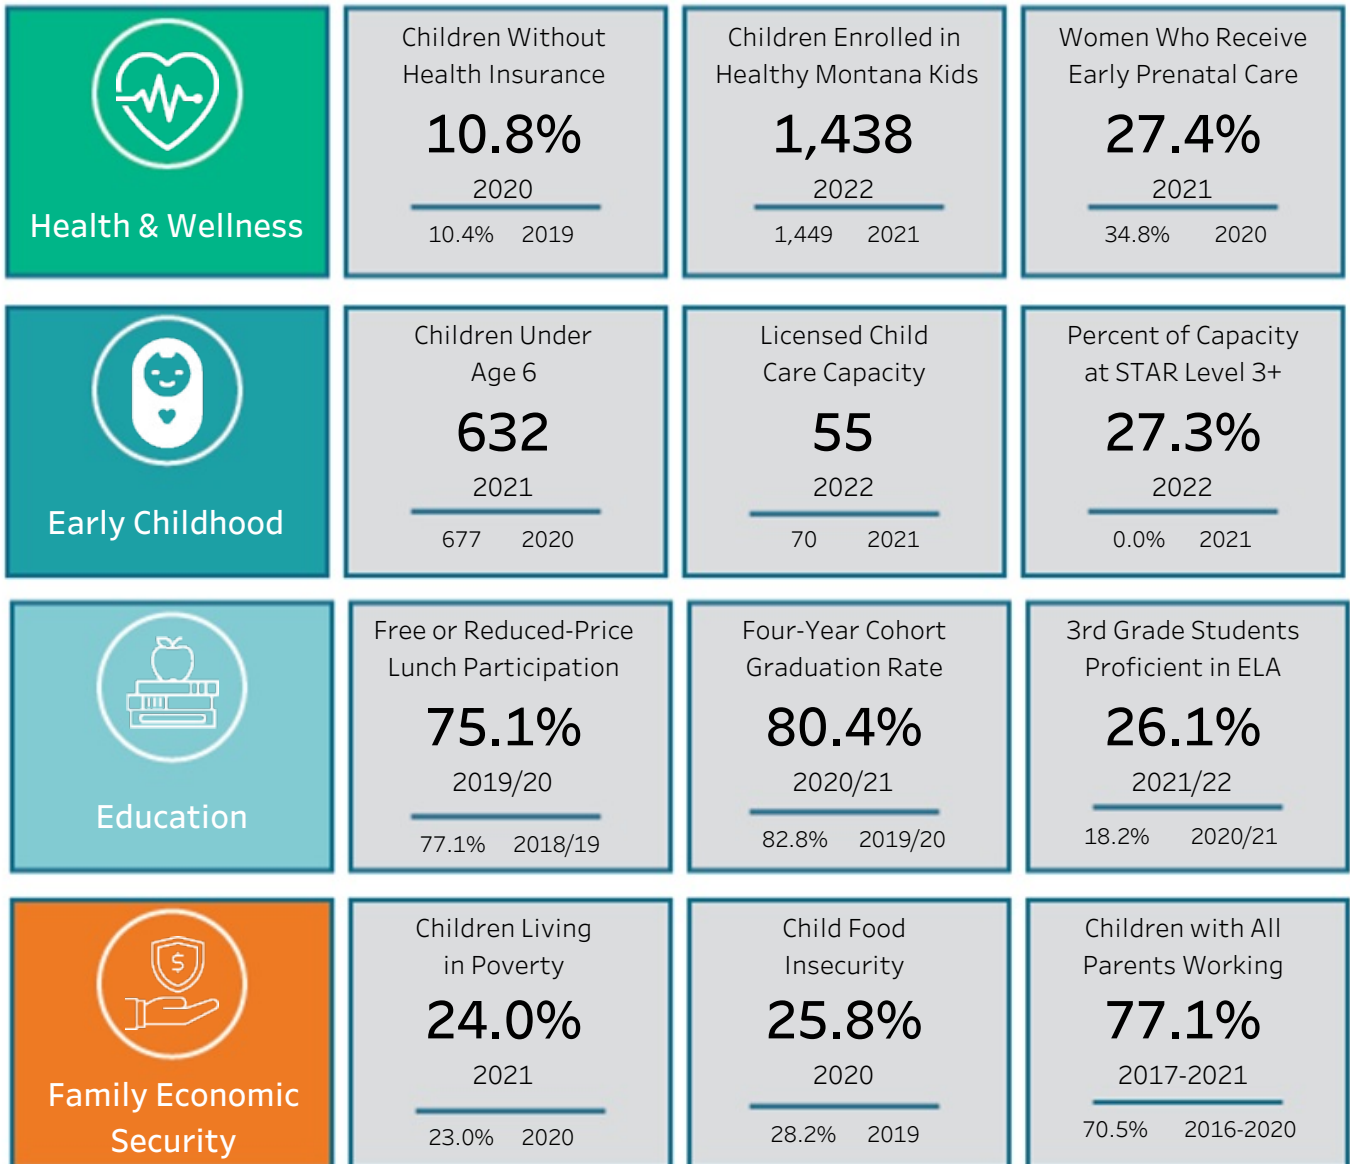 Health & Wellness
Children Without
Health Insurance
10.8%
2020
10.4% 2019
Children Enrolled in
Healthy Montana Kids
1,438
2022
1,449 2021
Women Who Receive
Early Prenatal Care
27.4%
2021
34.8% 2020
Early Childhood
Children Under
Age 6
632
2021
677 2020
Licensed Child
Care Capacity
55
2022
70 2021
Percent of Capacity
at STAR Level 3+
27.3%
2022
0.0% 2021
Education
Free or Reduced-Price
Lunch Participation
75.1%
2019/20
77.1% 2018/19
Four-Year Cohort
Graduation Rate
80.4%
2020/21
82.8% 2019/20
3rd Grade Students
Proficient in ELA
26.1%
2021/22
18.2% 2020/21
$
Family Economic
Security
Children Living
in Poverty
24.0%
2021
23.0% 2020
Child Food
Insecurity
25.8%
2020
28.2% 2019
Children with All
Parents Working
77.1%
2017-2021
70.5% 2016-2020